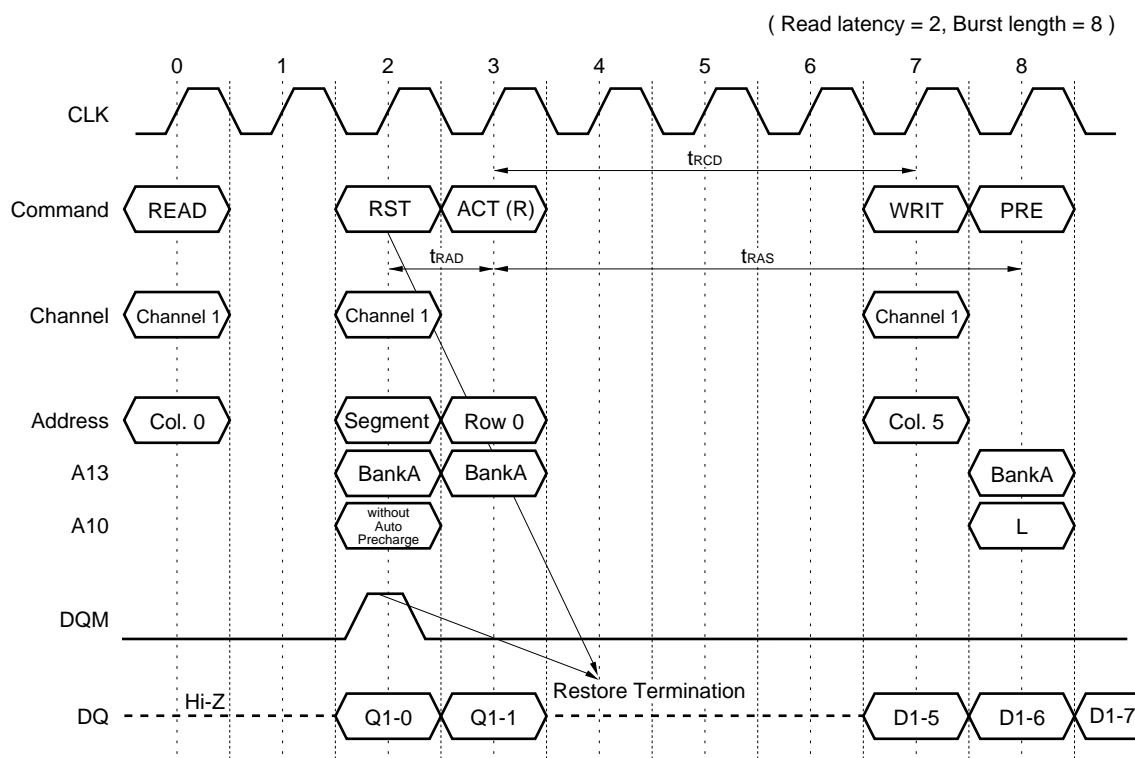 ( Read latency = 2, Burst length = 8 )
0 1 2 3 4 5 6 7 8
CLK
tRCD
Command READ RST ACT (R) WRIT PRE
tRAD tRAS
Channel Channel 1 Channel 1 Channel 1
Address Col. 0 Segment Row 0 Col. 5
A13 BankA BankA BankA
A10 without Auto Precharge L
DQM
Restore Termination
Hi-Z
DQ Q1-0 Q1-1 D1-5 D1-6 D1-7